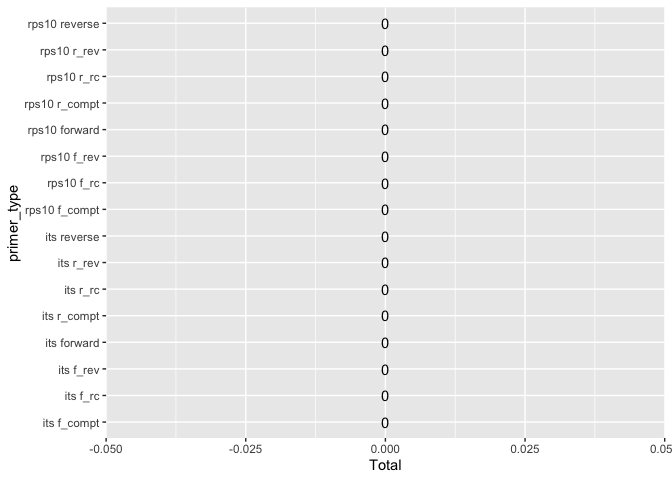 rps10 reverse 0
rps10 r_rev 0
rps10 r_rc 0
rps10 r_compt 0
rps10 forward 0
rps10 f_rev 0
rps10 f_rc 0
rps10 f_compt 0
its reverse 0
its r_rev 0
its r_rc 0
its r_compt 0
its forward 0
its f_rev 0
its f_rc 0
its f_compt 0
primer_type
-0.050 -0.025 0.000 0.025 0.05
Total